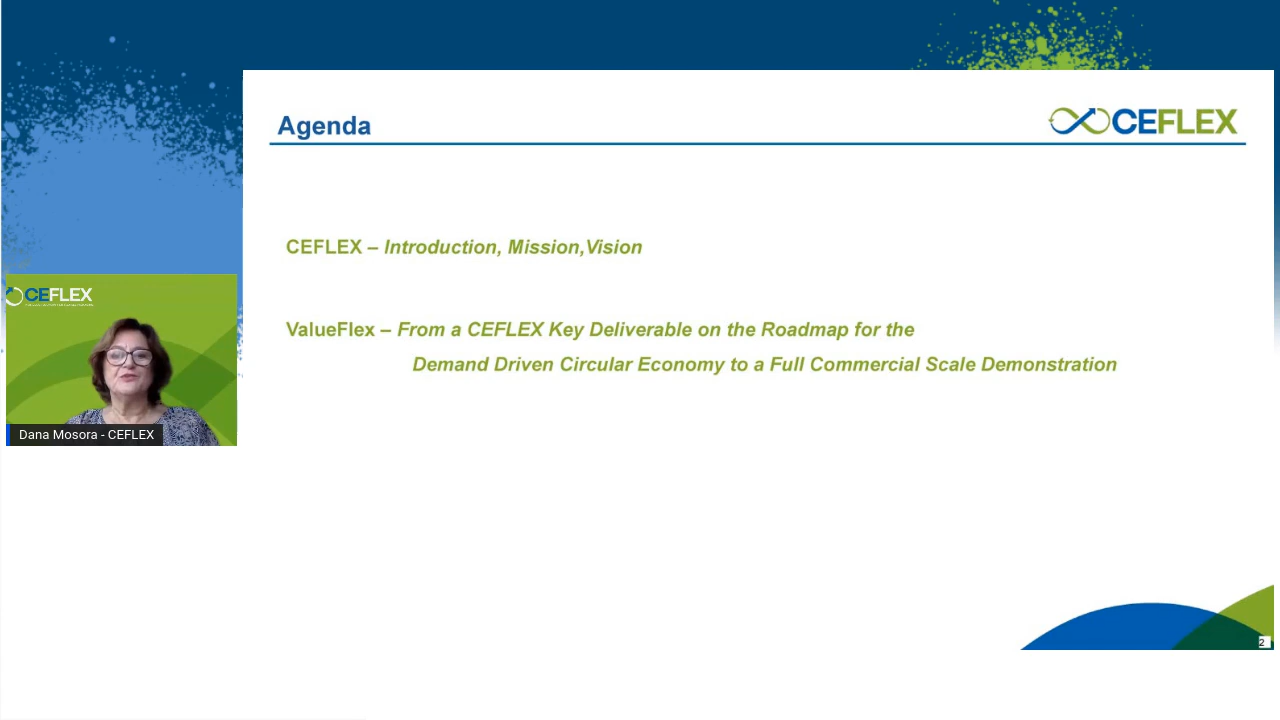 Agenda
CEFLEX
CEFLEX – Introduction, Mission,Vision
ValueFlex – From a CEFLEX Key Deliverable on the Roadmap for the
Demand Driven Circular Economy to a Full Commercial Scale Demonstration
CEFLEX
Dana Mosora - CEFLEX
2